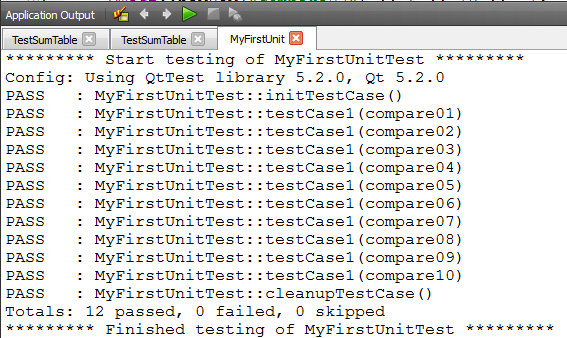 Application Output
TestSumTable TestSumTable MyFirstUnit
********* Start testing of MyFirstUnitTest *********
Config: Using QtTest library 5.2.0, Qt 5.2.0
PASS   : MyFirstUnitTest::initTestCase()
PASS   : MyFirstUnitTest::testCase1(compare01)
PASS   : MyFirstUnitTest::testCase1(compare02)
PASS   : MyFirstUnitTest::testCase1(compare03)
PASS   : MyFirstUnitTest::testCase1(compare04)
PASS   : MyFirstUnitTest::testCase1(compare05)
PASS   : MyFirstUnitTest::testCase1(compare06)
PASS   : MyFirstUnitTest::testCase1(compare07)
PASS   : MyFirstUnitTest::testCase1(compare08)
PASS   : MyFirstUnitTest::testCase1(compare09)
PASS   : MyFirstUnitTest::testCase1(compare10)
PASS   : MyFirstUnitTest::cleanupTestCase()
Totals: 12 passed, 0 failed, 0 skipped
********* Finished testing of MyFirstUnitTest *********